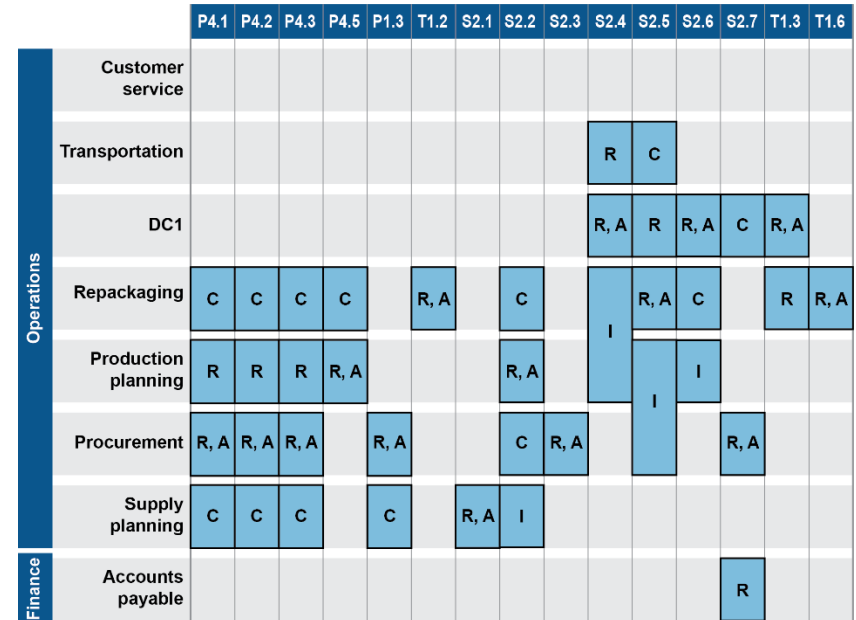 P4.1 P4.2 P4.3 P4.5 P1.3 T1.2 S2.1 S2.2 S2.3 S2.4 S2.5 S2.6 S2.7 T1.3 T1.6
Operations
Customer
service
Transportation R C
DC1 R, A R R, A C R, A
Repackaging C C C C R, A C I R, A C R R, A
Production
planning R R R R, A R, A I I
Procurement R, A R, A R, A R, A C R, A R, A
Supply
planning C C C C R, A I
Finance
Accounts
payable R